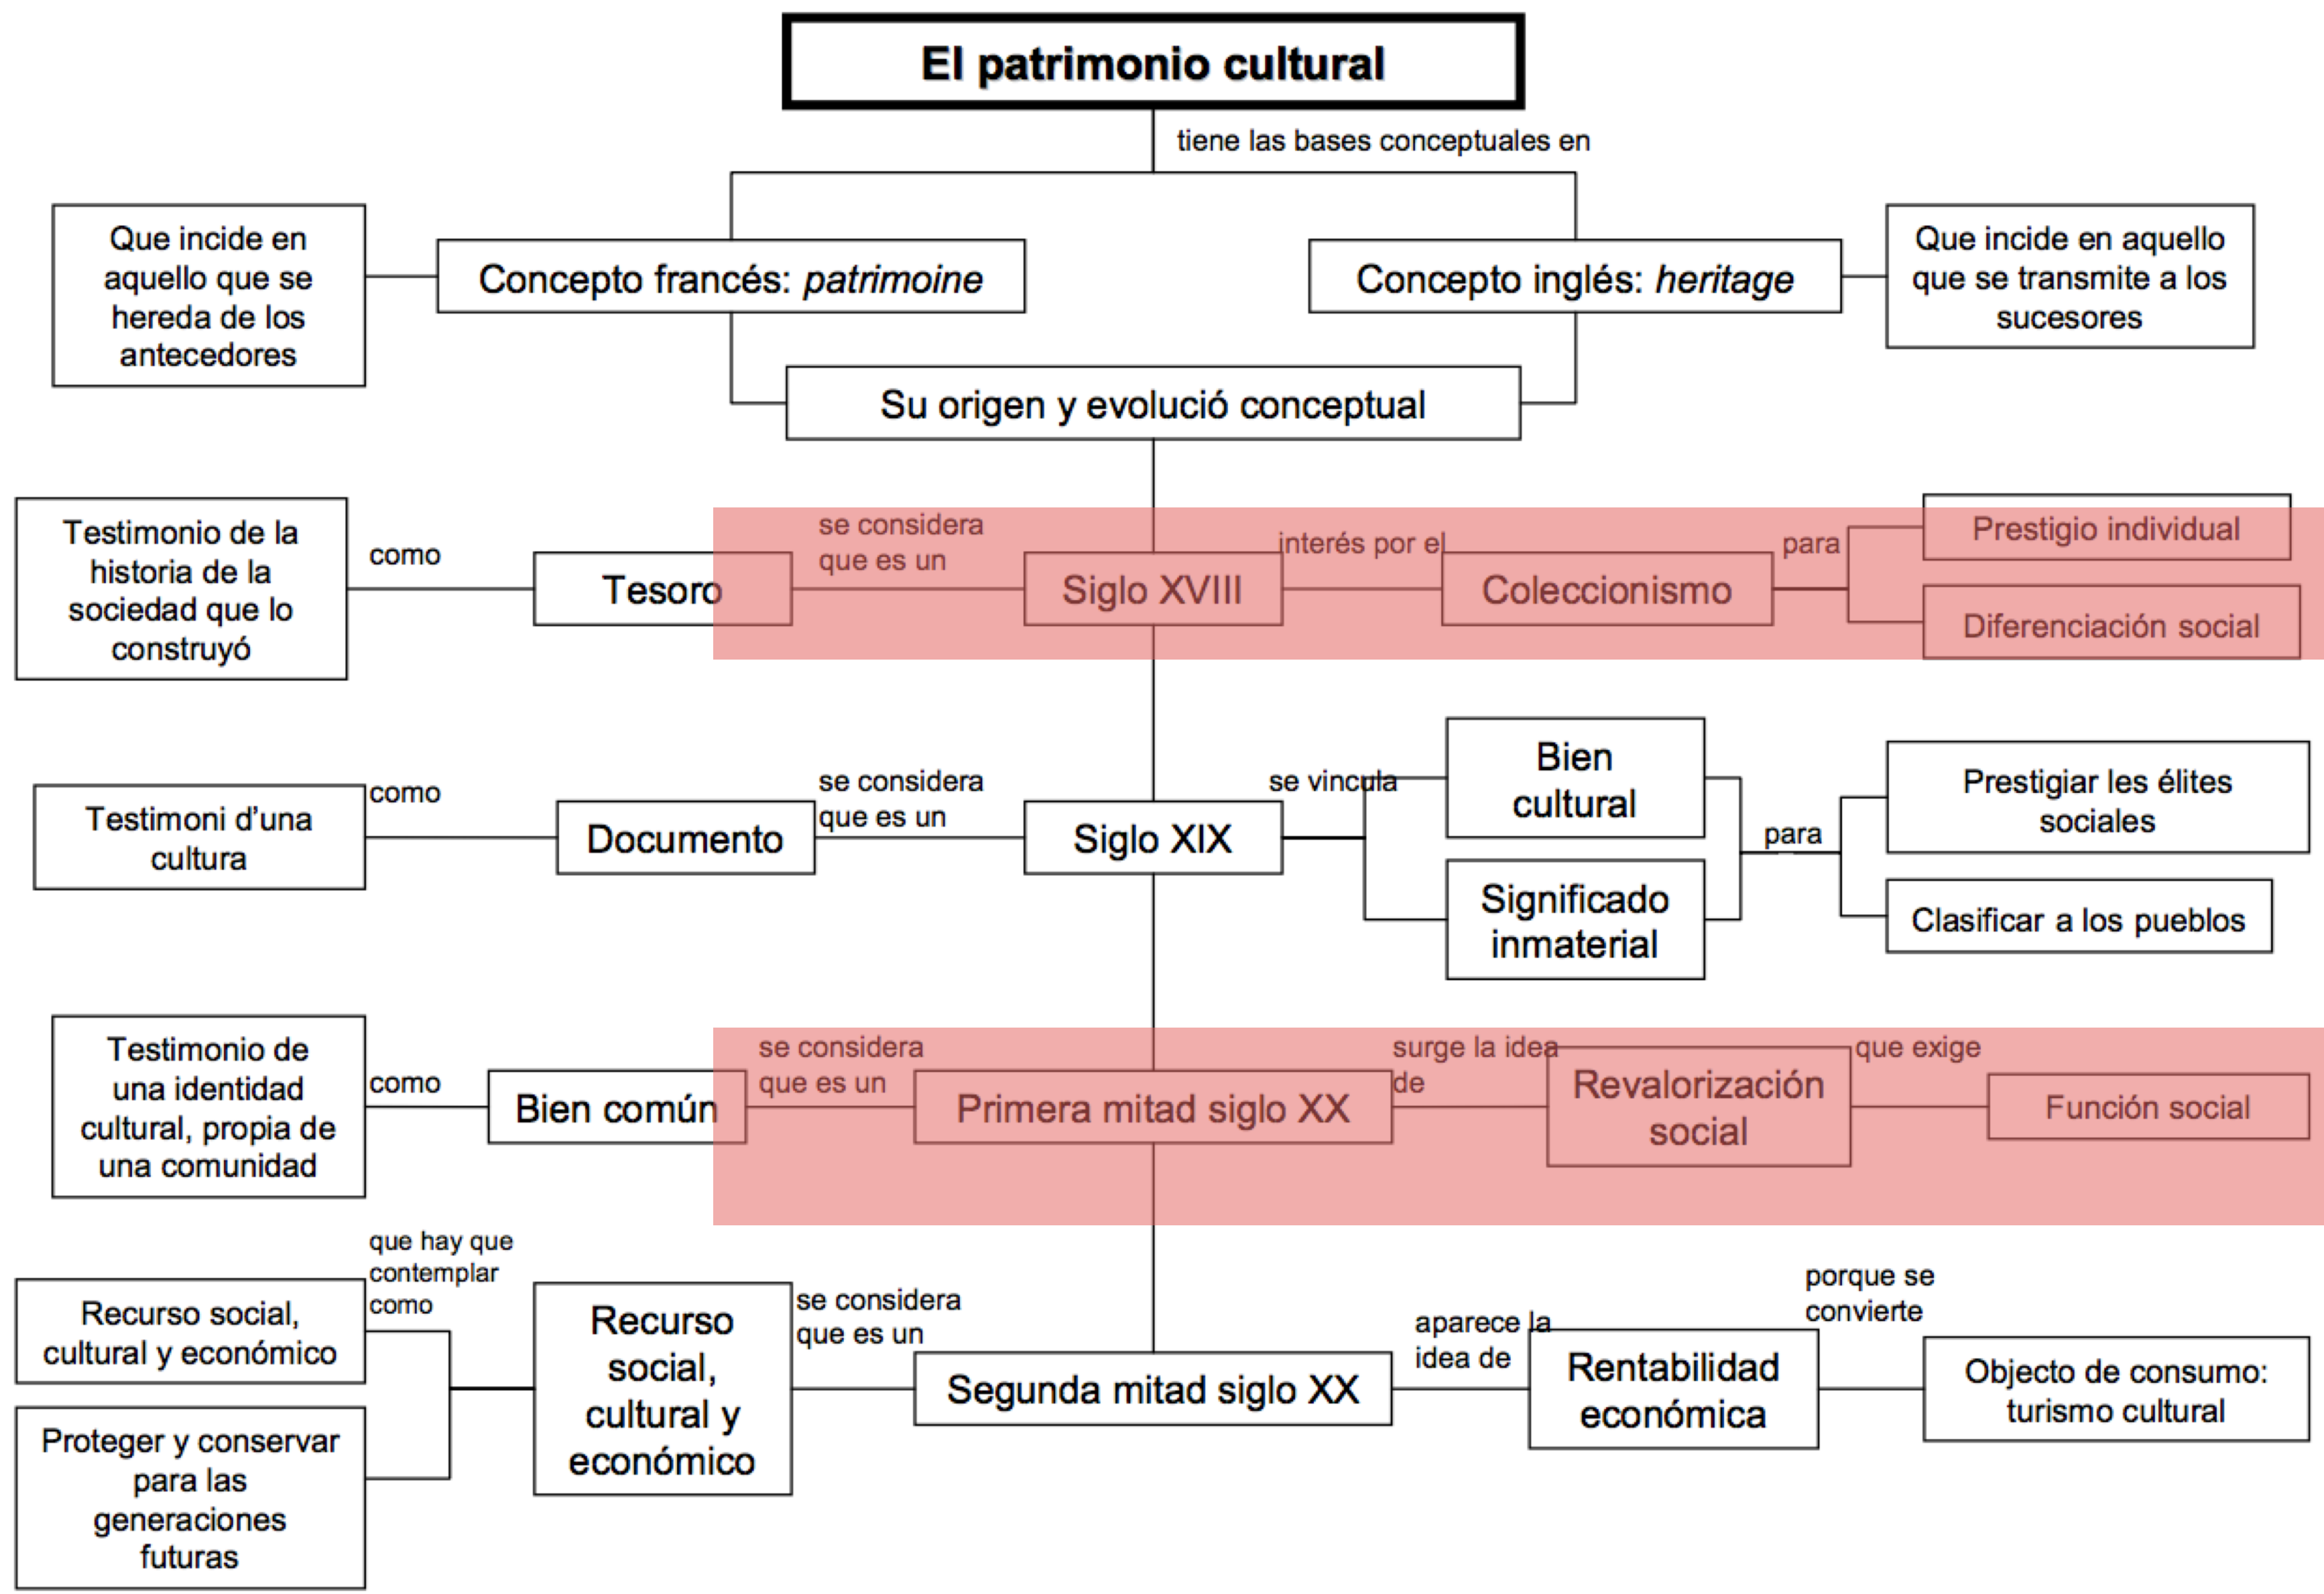 El patrimonio cultural
tiene las bases conceptuales en
Que incide en
aquello que se
hereda de los
antecedores
Concepto francés: patrimoine
Concepto inglés: heritage
Que incide en aquello
que se transmite a los
sucesores
Su origen y evolució conceptual
Testimonio de la
historia de la
sociedad que lo
construyó
como
Tesoro
se considera
que es un
Siglo XVIII
interés por el
Coleccionismo
para
Prestigio individual
Diferenciación social
Testimoni d'una
cultura
como
Documento
se considera
que es un
Siglo XIX
se vincula
Bien
cultural
Significado
inmaterial
para
Prestigiar les élites
sociales
Clasificar a los pueblos
Testimonio de
una identidad
cultural, propia de
una comunidad
como
Bien común
se considera
que es un
Primera mitad siglo XX
surge la idea
de
Revalorización
social
que exige
Función social
Recurso social,
cultural y económico
Proteger y conservar
para las
generaciones
futuras
que hay que
contemplar
como
Recurso
social,
cultural y
económico
se considera
que es un
Segunda mitad siglo XX
aparece la
idea de
Rentabilidad
económica
porque se
convierte
Objecto de consumo:
turismo cultural